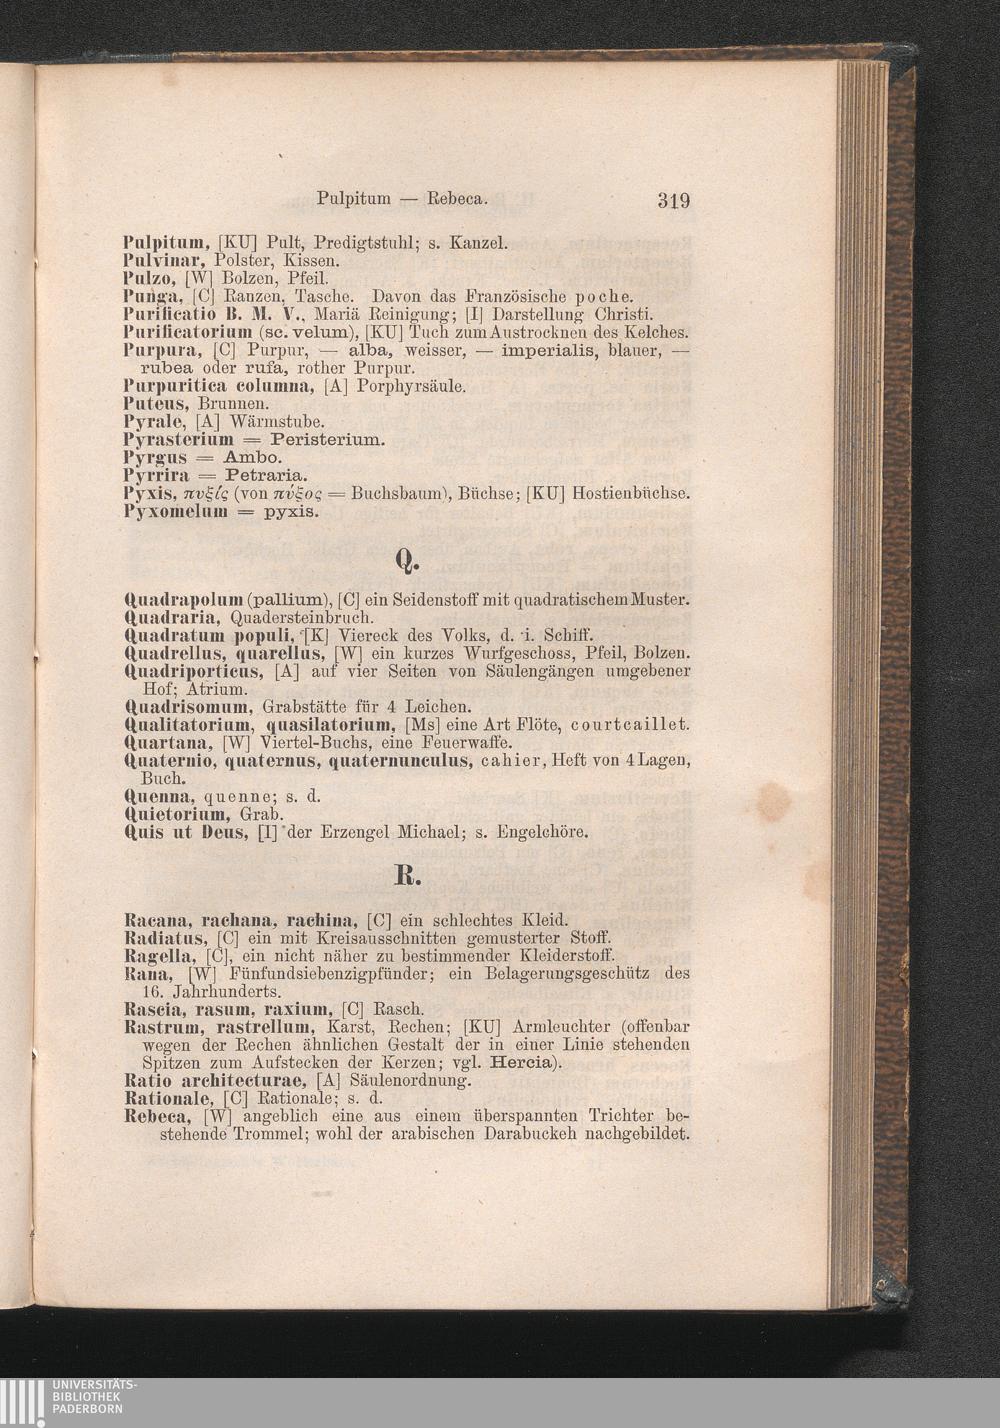 Pulpitum — Rebeca. 319
Pulpitum, [KU] Pult, Predigtstuhl; s. Kanzel.
Pulvinar, Polster, Kissen.
Pulzo, [W] Bolzen, Pfeil.
Punga, [C] Ranzen, Tasche. Davon das Französische poche.
Purificatio B. M. V., Mariä Reinigung; [I] Darstellung Christi.
Purificatorium (sc. velum), [KU] Tuch zum Austrocknen des Kelches.
Purpura, [C] Purpur, — alba, weisser, — imperialis, blauer, —
rubea oder rufa, rother Purpur.
Purpuritica columna, [A] Porphyrsäule.
Puteus, Brunnen.
Pyrale, [A] Wärmstube.
Pyrasterium = Peristerium.
Pyrgus = Ambo.
Pyrrira = Petraria.
Pyxis, πυξίς (von πύξος = Buchsbaum), Büchse; [KU] Hostienbüchse.
Pyxomelum = pyxis.
Q.
Quadrapolum (pallium), [C] ein Seidenstoff mit quadratischem Muster.
Quadraria, Quadersteinbruch.
Quadratum populi, [K] Viereck des Volks, d. i. Schiff.
Quadrellus, quarellus, [W] ein kurzes Wurfgeschoss, Pfeil, Bolzen.
Quadriporticus, [A] auf vier Seiten von Säulengängen umgebener
Hof; Atrium.
Quadrisomum, Grabstätte für 4 Leichen.
Qualitatorium, quasilatorium, [Ms] eine Art Flöte, courtcaillet.
Quartana, [W] Viertel-Buchs, eine Feuerwaffe.
Quaternio, quaternus, quaternunculus, cahier, Heft von 4 Lagen,
Buch.
Quenna, quenne; s. d.
Quietorium, Grab.
Quis ut Deus, [I] der Erzengel Michael; s. Engelchöre.
R.
Racana, rachana, rachina, [C] ein schlechtes Kleid.
Radiatus, [C] ein mit Kreisausschnitten gemusterter Stoff.
Ragella, [C], ein nicht näher zu bestimmender Kleiderstoff.
Rana, [W] Fünfundsiebenzigpfünder; ein Belagerungsgeschütz des
16. Jahrhunderts.
Rascia, rasum, raxium, [C] Rasch.
Rastrum, rastrellum, Karst, Rechen; [KU] Armleuchter (offenbar
wegen der Rechen ähnlichen Gestalt der in einer Linie stehenden
Spitzen zum Aufstecken der Kerzen; vgl. Hercia).
Ratio architecturae, [A] Säulenordnung.
Rationale, [C] Rationale; s. d.
Rebeca, [W] angeblich eine aus einem überspannten Trichter be-
stehende Trommel; wohl der arabischen Darabuckeh nachgebildet.
UNIVERSITÄTS-
BIBLIOTHEK
PADERBORN